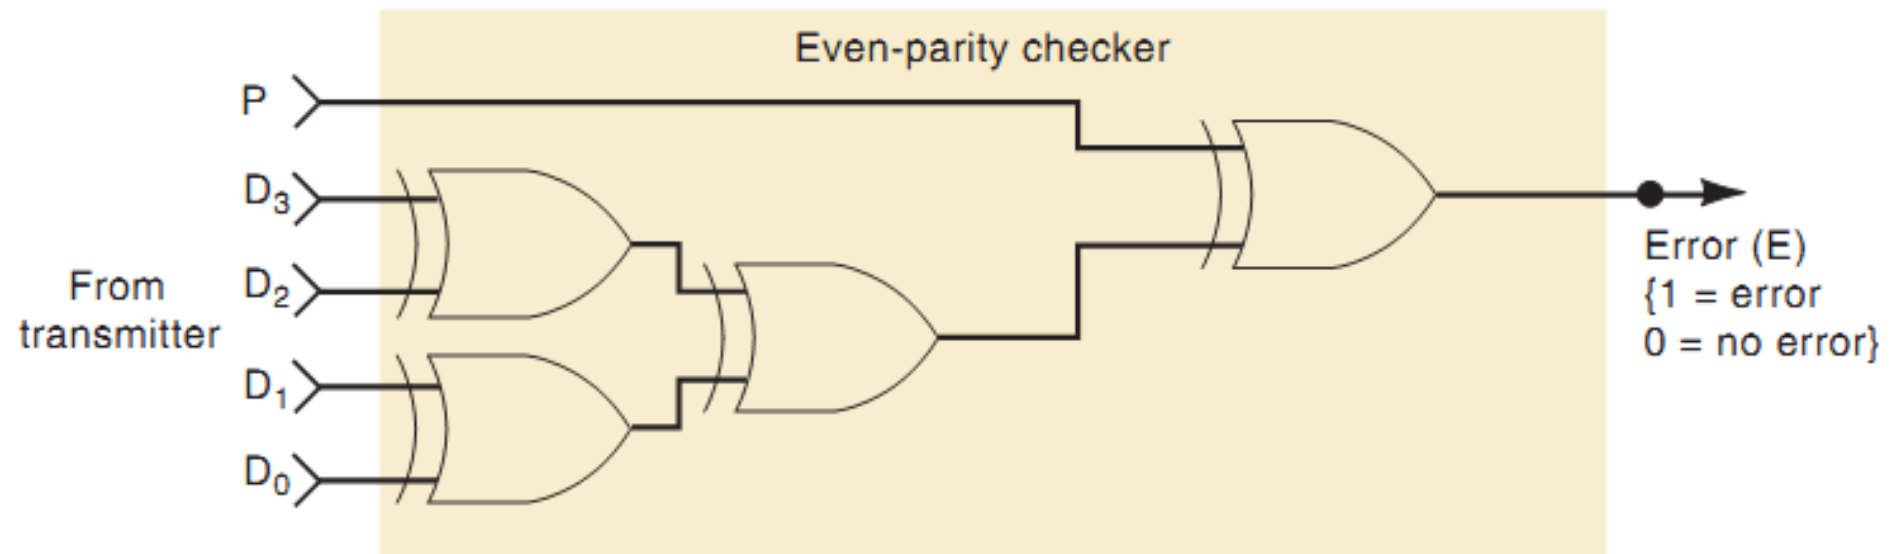 Even-parity checker
P
D₃
D₂
From
transmitter
D₁
D₀
Error (E)
{1 = error
0 = no error}